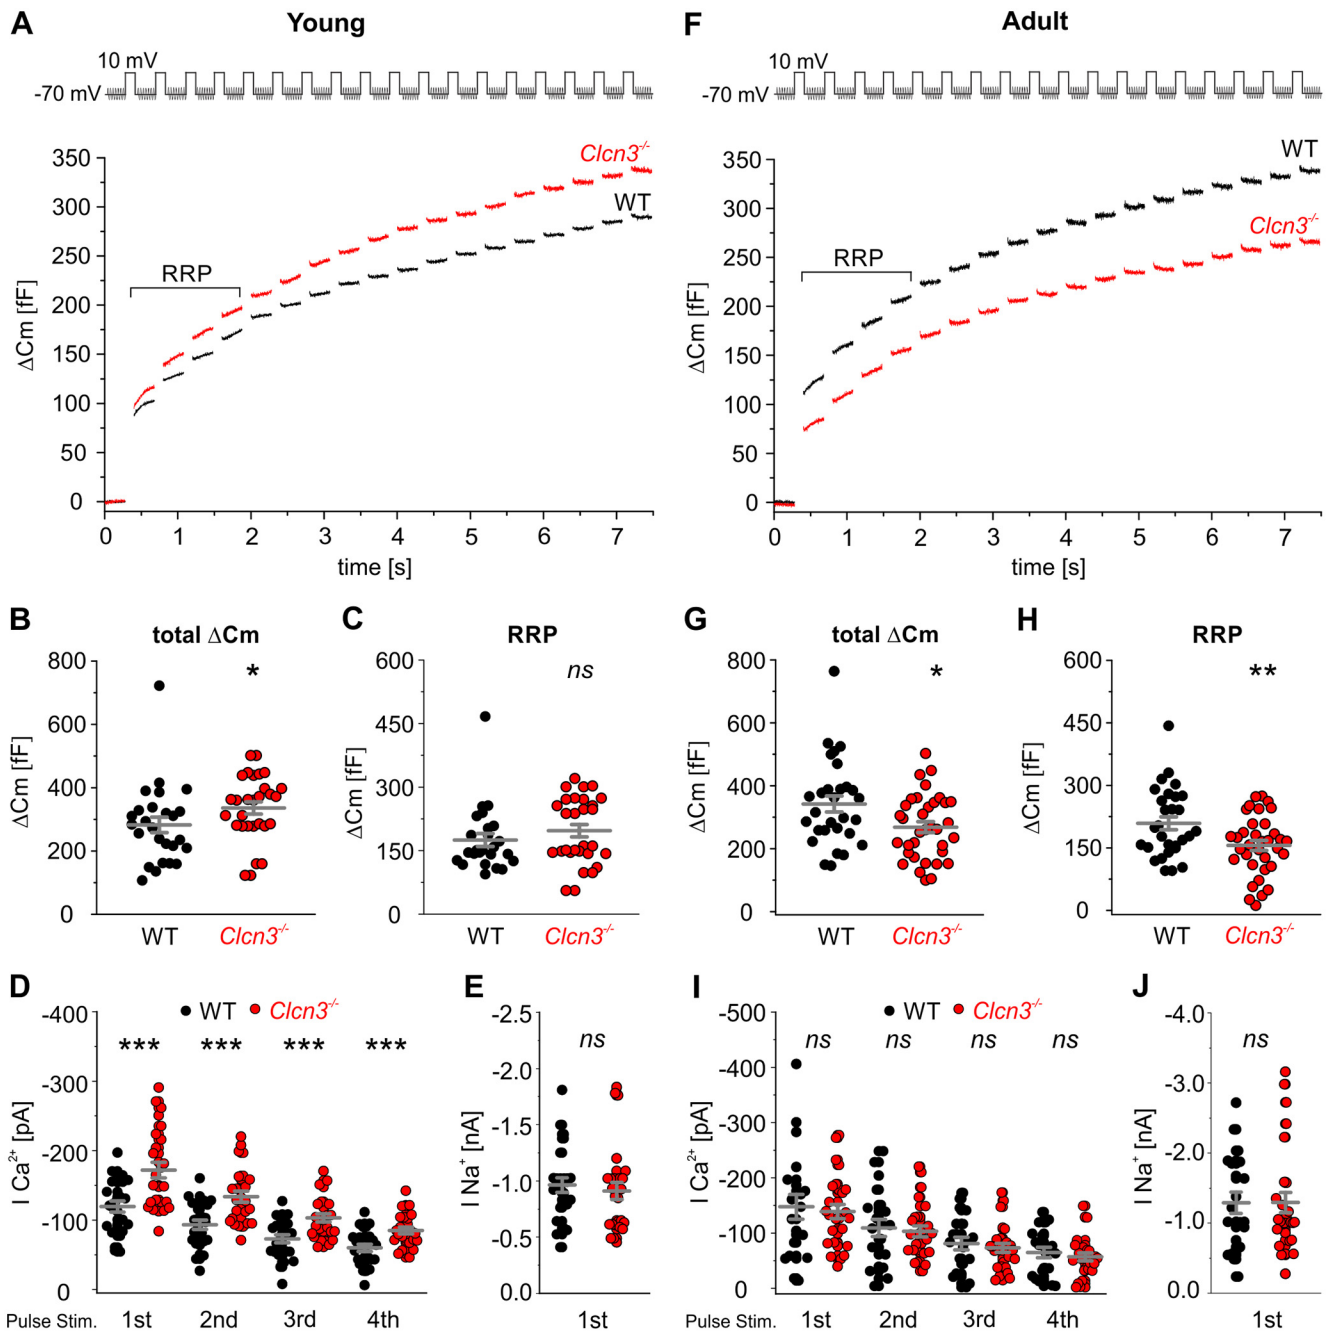 A Young
10 mV
-70 mV
350
300
250
200
150
100
50
0
ΔCm [fF]
Clcn3-/-
WT
RRP
0 1 2 3 4 5 6 7
time [s]
F Adult
10 mV
-70 mV
350
300
250
200
150
100
50
0
ΔCm [fF]
WT
Clcn3-/-
RRP
0 1 2 3 4 5 6 7
time [s]
B total ΔCm
800
600
400
200
0
ΔCm [fF]
*
WT Clcn3-/-
C RRP
600
450
300
150
0
ΔCm [fF]
ns
WT Clcn3-/-
G total ΔCm
800
600
400
200
0
ΔCm [fF]
*
WT Clcn3-/-
H RRP
600
450
300
150
0
ΔCm [fF]
**
WT Clcn3-/-
D WT Clcn3-/-
-400
-300
-200
-100
0
I Ca2+ [pA]
*** *** *** ***
Pulse Stim. 1st 2nd 3rd 4th
E
-2.5
-2.0
-1.5
-1.0
-0.5
0.0
I Na+ [nA]
ns
1st
I WT Clcn3-/-
-500
-400
-300
-200
-100
0
I Ca2+ [pA]
ns ns ns ns
Pulse Stim. 1st 2nd 3rd 4th
J
-4.0
-3.0
-2.0
-1.0
0.0
I Na+ [nA]
ns
1st